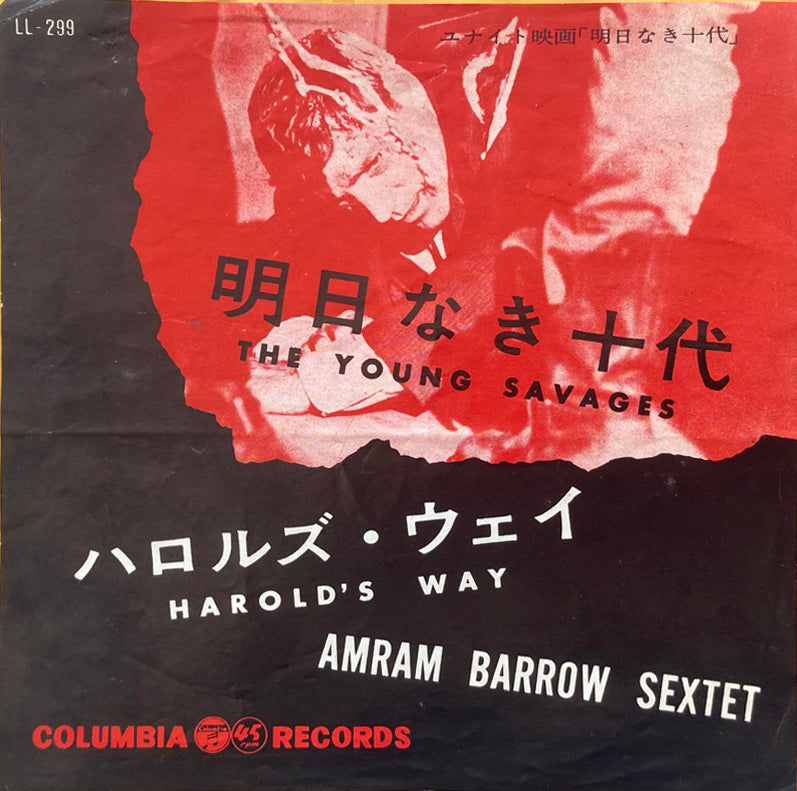 LL-299
ユナイト映画「明日なき十代」
明日なき十代
THE YOUNG SAVAGES
ハロルズ・ウェイ
HAROLD'S WAY
AMRAM BARROW SEXTET
COLUMBIA Columbia 45 rpm RECORDS